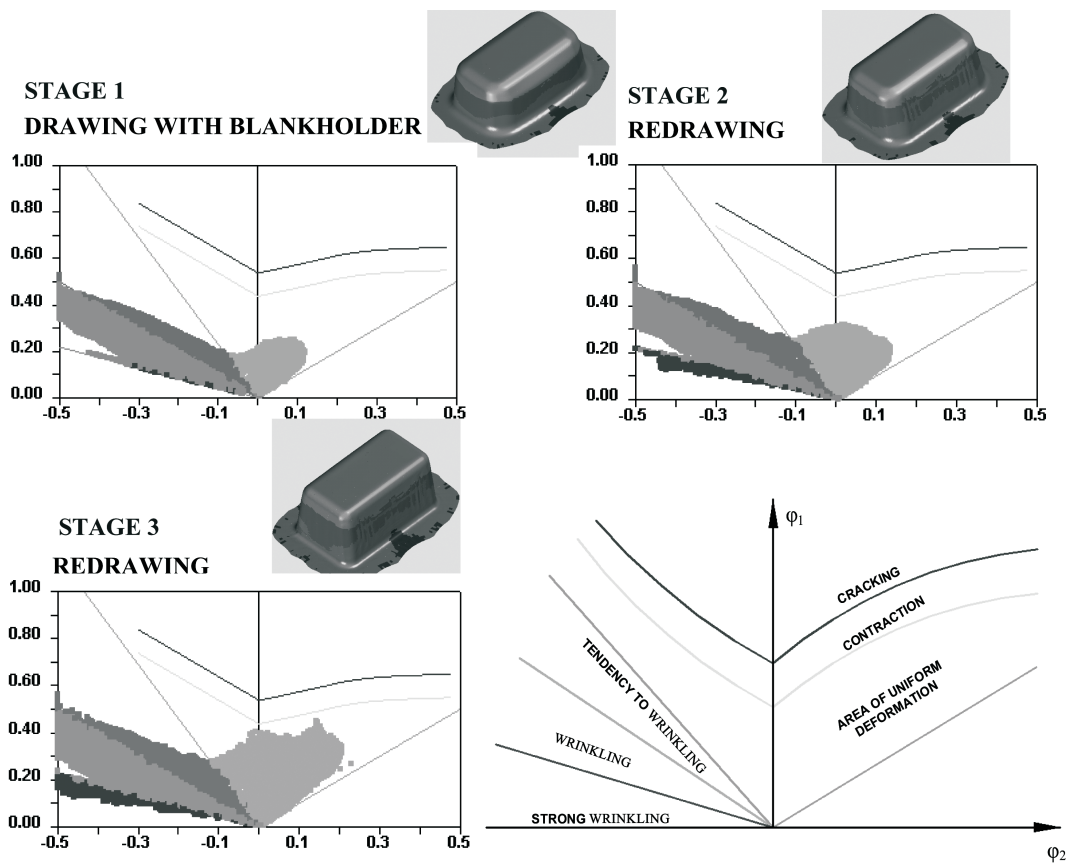 STAGE 1
DRAWING WITH BLANKHOLDER
1.00
0.80
0.60
0.40
0.20
0.00
-0.5 -0.3 -0.1 0.1 0.3 0.5
STAGE 2
REDRAWING
1.00
0.80
0.60
0.40
0.20
0.00
-0.5 -0.3 -0.1 0.1 0.3 0.5
STAGE 3
REDRAWING
1.00
0.80
0.60
0.40
0.20
0.00
-0.5 -0.3 -0.1 0.1 0.3 0.5
φ1
CRACKING
CONTRACTION
AREA OF UNIFORM
DEFORMATION
TENDENCY TO WRINKLING
WRINKLING
STRONG WRINKLING
φ2